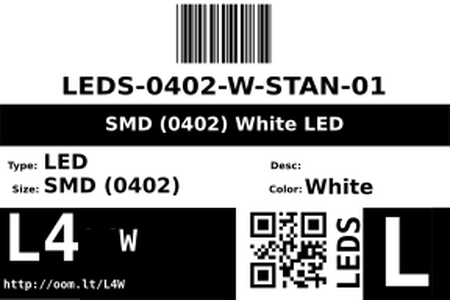 LEDS-0402-W-STAN-01
SMD (0402) White LED
Type: LED
Desc:
Size: SMD (0402)
Color: White
L4 W
http://oom.lt/L4W
LEDS
L